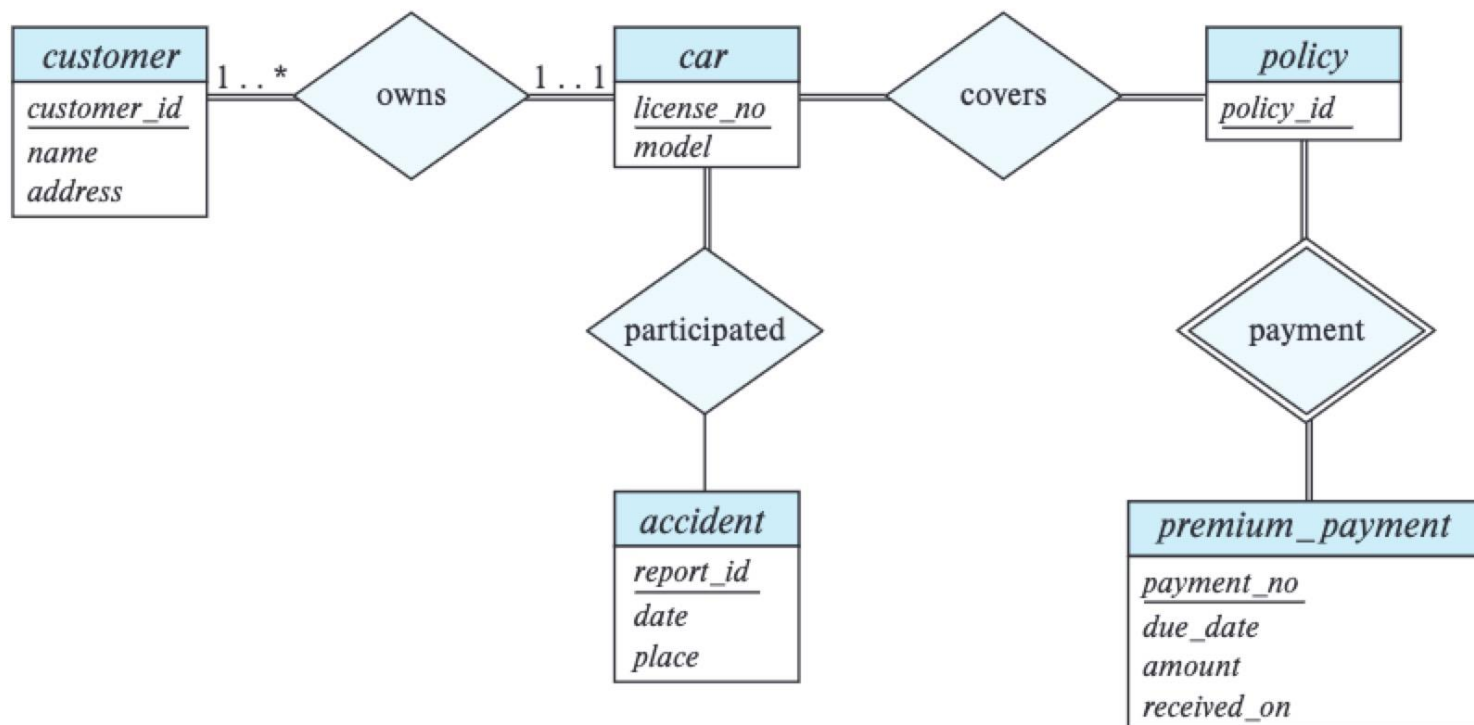 customer
customer_id
name
address
1 . . *
owns
1 . . 1
car
license_no
model
covers
policy
policy_id
participated
payment
accident
report_id
date
place
premium_payment
payment_no
due_date
amount
received_on